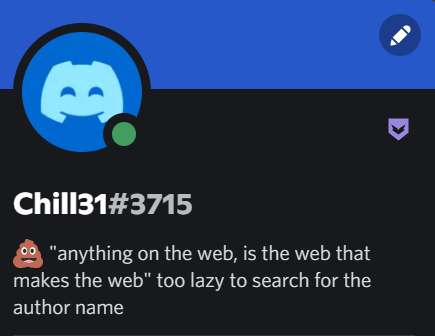 Chill31#3715
💩 "anything on the web, is the web that
makes the web" too lazy to search for the
author name